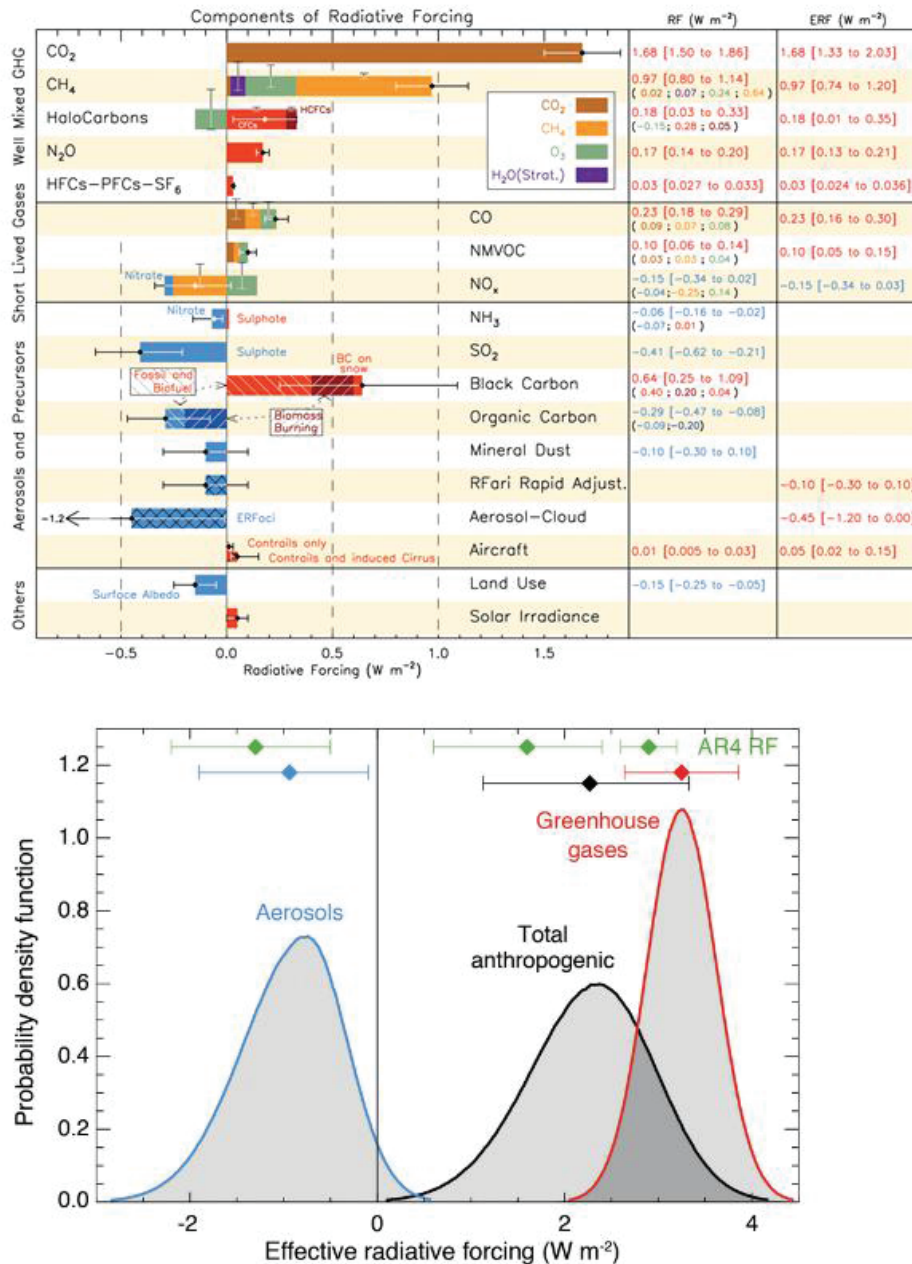 Components of Radiative Forcing
RF (W m⁻²)
ERF (W m⁻²)
Well Mixed GHG
CO₂
1.68 [1.50 to 1.86]
1.68 [1.33 to 2.03]
CH₄
0.97 [0.80 to 1.14]
( 0.02 ; 0.07 ; 0.24 ; 0.64 )
0.97 [0.74 to 1.20]
HaloCarbons
CFCs
HCFCs
0.18 [0.03 to 0.33]
(-0.15; 0.28 ; 0.05)
0.18 [0.01 to 0.35]
N₂O
0.17 [0.14 to 0.20]
0.17 [0.13 to 0.21]
HFCs-PFCs-SF₆
0.03 [0.027 to 0.033]
0.03 [0.024 to 0.036]
CO₂
CH₄
O₃
H₂O(Strat.)
Short Lived Gases
CO
0.23 [0.18 to 0.29]
( 0.09 ; 0.07 ; 0.08 )
0.23 [0.16 to 0.30]
NMVOC
0.10 [0.06 to 0.14]
( 0.03 ; 0.03 ; 0.04 )
0.10 [0.05 to 0.15]
Nitrate
NOₓ
-0.15 [-0.34 to 0.02]
(-0.04 ;-0.25 ; 0.14 )
-0.15 [-0.34 to 0.03]
Aerosols and Precursors
Nitrate
Sulphate
NH₃
-0.06 [-0.16 to -0.02]
(-0.07; 0.01 )
Sulphate
SO₂
-0.41 [-0.62 to -0.21]
BC on
snow
Fossil and
Biofuel
Black Carbon
0.64 [0.25 to 1.09]
( 0.40 ; 0.20 ; 0.04 )
Biomass
Burning
Organic Carbon
-0.29 [-0.47 to -0.08]
(-0.09 ;-0.20)
Mineral Dust
-0.10 [-0.30 to 0.10]
RFari Rapid Adjust.
-0.10 [-0.30 to 0.10]
-1.2
ERFaci
Aerosol-Cloud
-0.45 [-1.20 to 0.00]
Contrails only
Contrails and induced Cirrus
Aircraft
0.01 [0.005 to 0.03]
0.05 [0.02 to 0.15]
Others
Surface Albedo
Land Use
-0.15 [-0.25 to -0.05]
Solar Irradiance
-0.5 0.0 0.5 1.0 1.5
Radiative Forcing (W m⁻²)
AR4 RF
Greenhouse
gases
Aerosols
Total
anthropogenic
Probability density function
1.2
1.0
0.8
0.6
0.4
0.2
0.0
-2 0 2 4
Effective radiative forcing (W m⁻²)